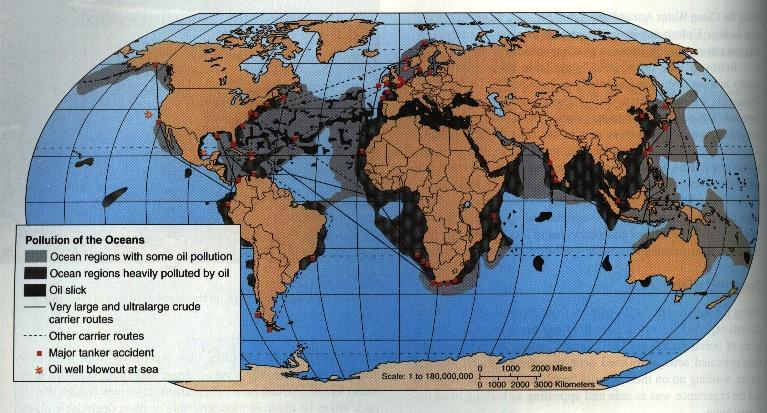 Pollution of the Oceans
Ocean regions with some oil pollution
Ocean regions heavily polluted by oil
Oil slick
Very large and ultralarge crude
carrier routes
Other carrier routes
Major tanker accident
Oil well blowout at sea
Scale: 1 to 180,000,000
0 1000 2000 Miles
0 1000 2000 3000 Kilometers